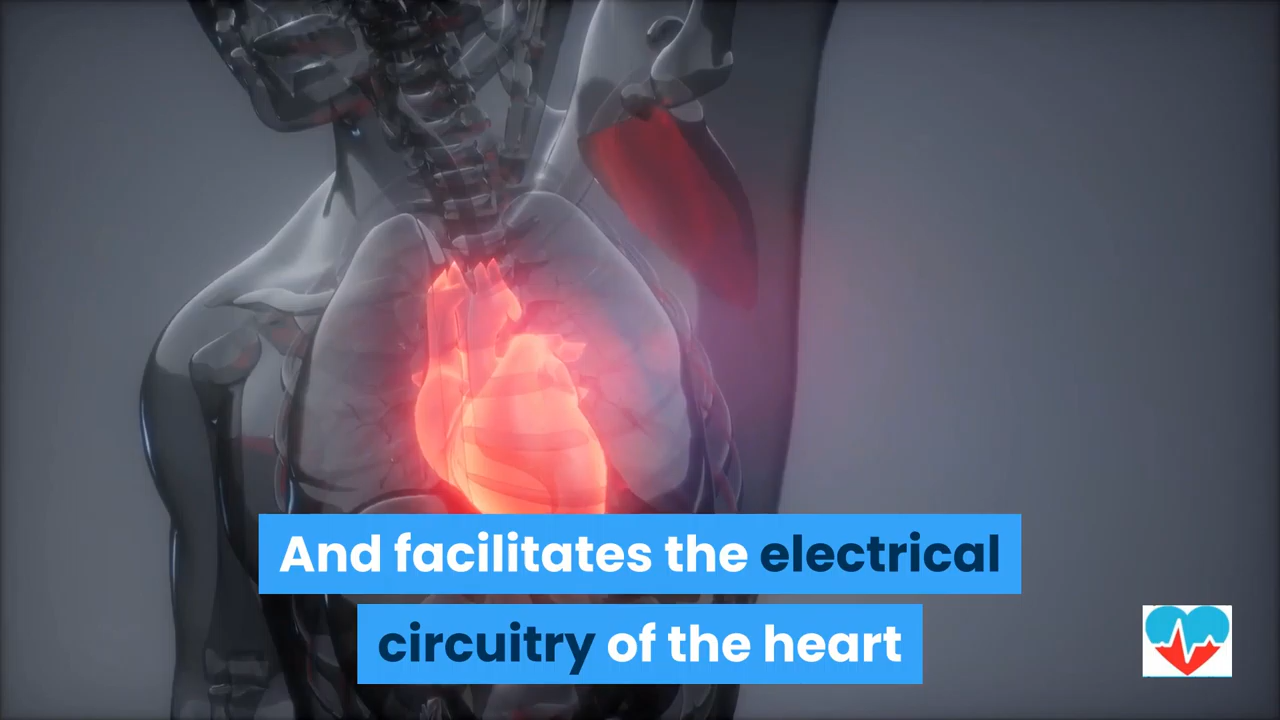 And facilitates the electrical
circuitry of the heart